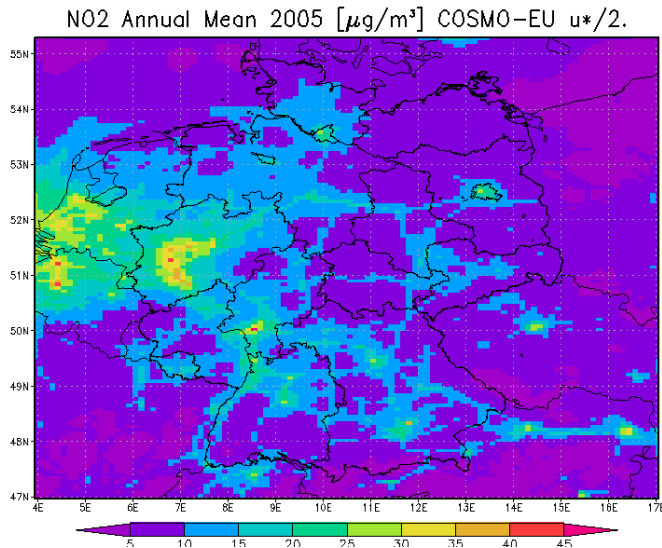 NO2 Annual Mean 2005 [μg/m³] COSMO-EU u*/2.
55N
54N
53N
52N
51N
50N
49N
48N
47N
4E 5E 6E 7E 8E 9E 10E 11E 12E 13E 14E 15E 16E 17E
5 10 15 20 25 30 35 40 45